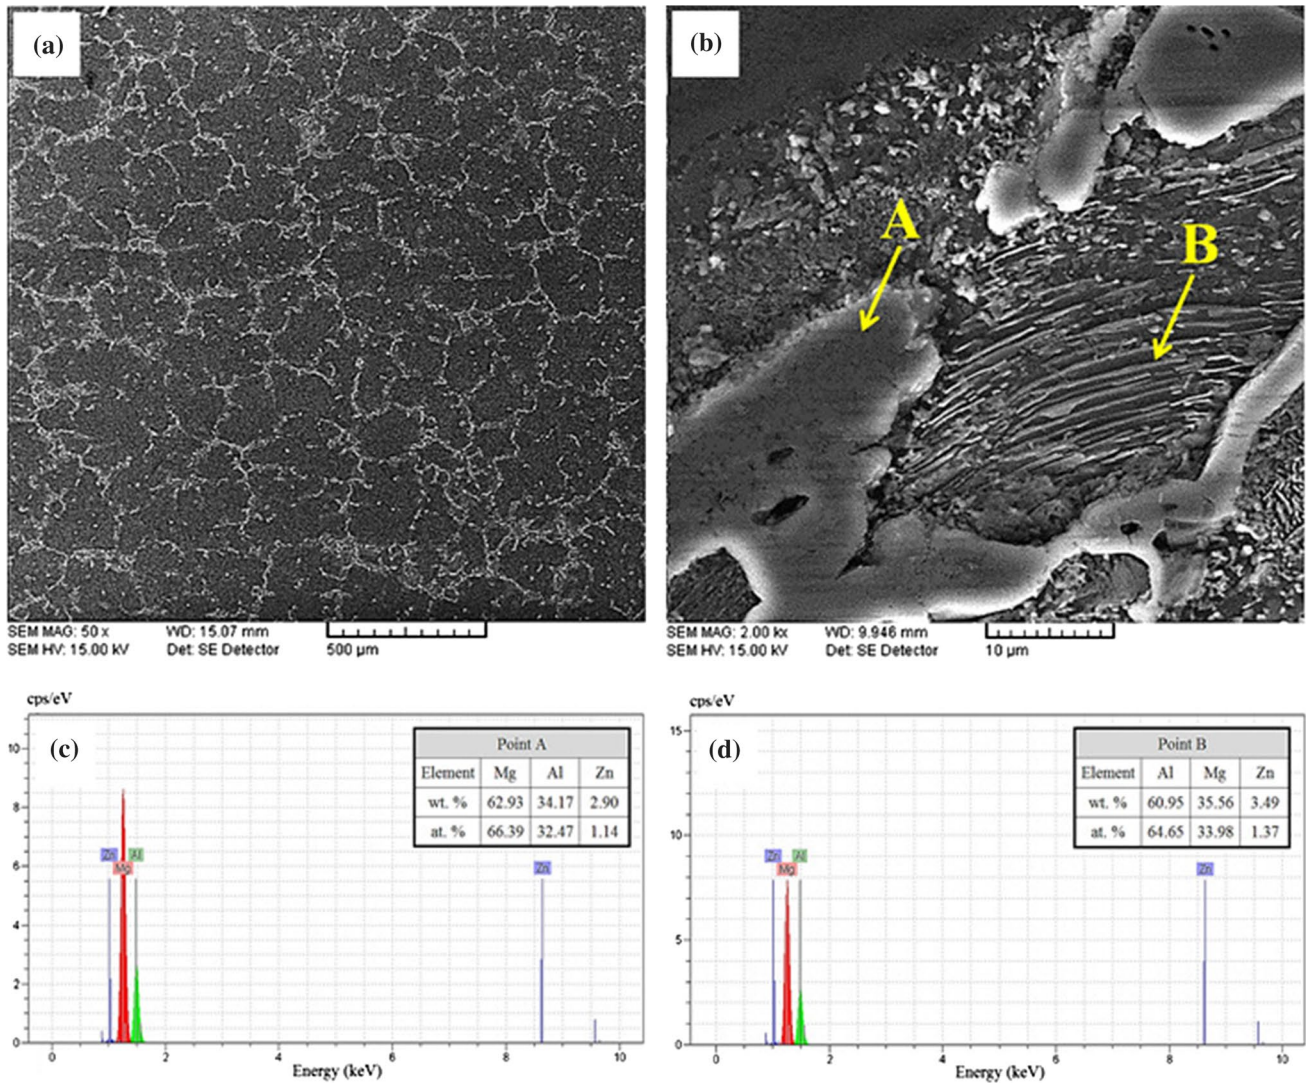 (a)
(b)
A
B
SEM MAG: 50 x WD: 15.07 mm
SEM HV: 15.00 kV Det: SE Detector 500 µm
SEM MAG: 2.00 kx WD: 9.946 mm
SEM HV: 15.00 kV Det: SE Detector 10 µm
cps/eV
(c)
Point A
Element Mg Al Zn
wt. % 62.93 34.17 2.90
at. % 66.39 32.47 1.14
10
8
6
4
2
0
Zn Al
Mg
Zn
0 2 4 6 8 10
Energy (keV)
cps/eV
(d)
Point B
Element Al Mg Zn
wt. % 60.95 35.56 3.49
at. % 64.65 33.98 1.37
15
10
5
0
Zn Al
Mg
Zn
0 2 4 6 8 10
Energy (keV)